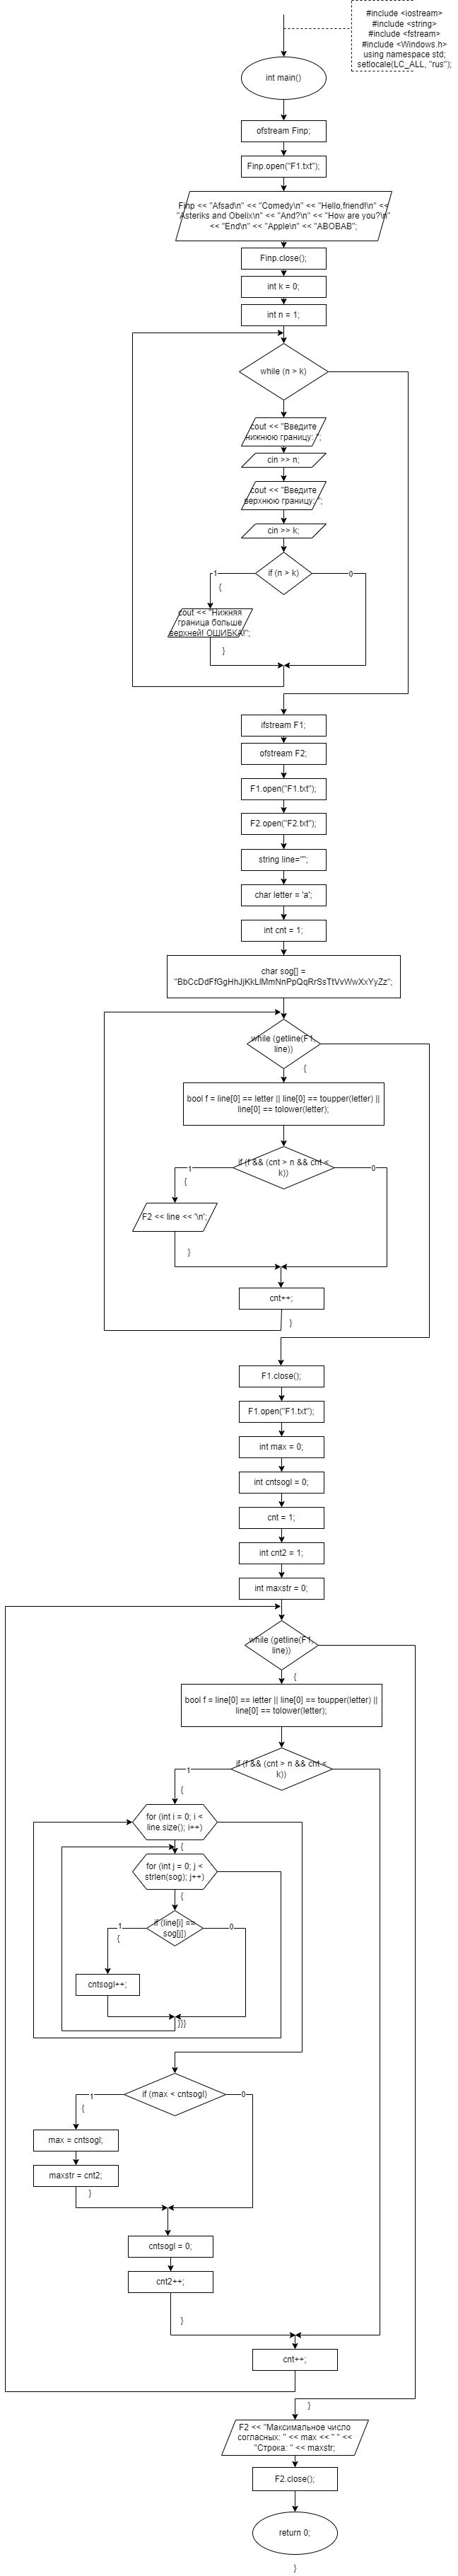 #include <iostream>
#include <string>
#include <fstream>
#include <Windows.h>
using namespace std;
setlocale(LC_ALL, "rus");
int main()
ofstream Finp;
Finp.open("F1.txt");
Finp << "Afsad\n" << "Comedy\n" << "Hello,friend!\n" <<
"Asteriks and Obelix\n" << "And?\n" << "How are you?\n"
<< "End\n" << "Apple\n" << "ABOBAB";
Finp.close();
int k = 0;
int n = 1;
while (n > k)
cout << "Введите
нижнюю границу: ";
cin >> n;
cout << "Введите
верхнюю границу: ";
cin >> k;
if (n > k)
1
0
{
cout << "Нижняя
граница больше
верхней! ОШИБКА!";
}
ifstream F1;
ofstream F2;
F1.open("F1.txt");
F2.open("F2.txt");
string line="";
char letter = 'a';
int cnt = 1;
char sog[] =
"BbCcDdFfGgHhJjKkLlMmNnPpQqRrSsTtVvWwXxYyZz";
while (getline(F1,
line))
{
bool f = line[0] == letter || line[0] == toupper(letter) ||
line[0] == tolower(letter);
if (f && (cnt > n && cnt <
k))
1
0
{
F2 << line << '\n';
}
cnt++;
}
F1.close();
F1.open("F1.txt");
int max = 0;
int cntsogl = 0;
cnt = 1;
int cnt2 = 1;
int maxstr = 0;
while (getline(F1,
line))
{
bool f = line[0] == letter || line[0] == toupper(letter) ||
line[0] == tolower(letter);
if (f && (cnt > n && cnt <
k))
1
{
for (int i = 0; i <
line.size(); i++)
{
for (int j = 0; j <
strlen(sog); j++)
{
if (line[i] ==
sog[j])
1
0
{
cntsogl++;
}}}
if (max < cntsogl)
1
0
{
max = cntsogl;
maxstr = cnt2;
}
cntsogl = 0;
cnt2++;
}
cnt++;
}
F2 << "Максимальное число
согласных: " << max << " " <<
"Строка: " << maxstr;
F2.close();
return 0;
}